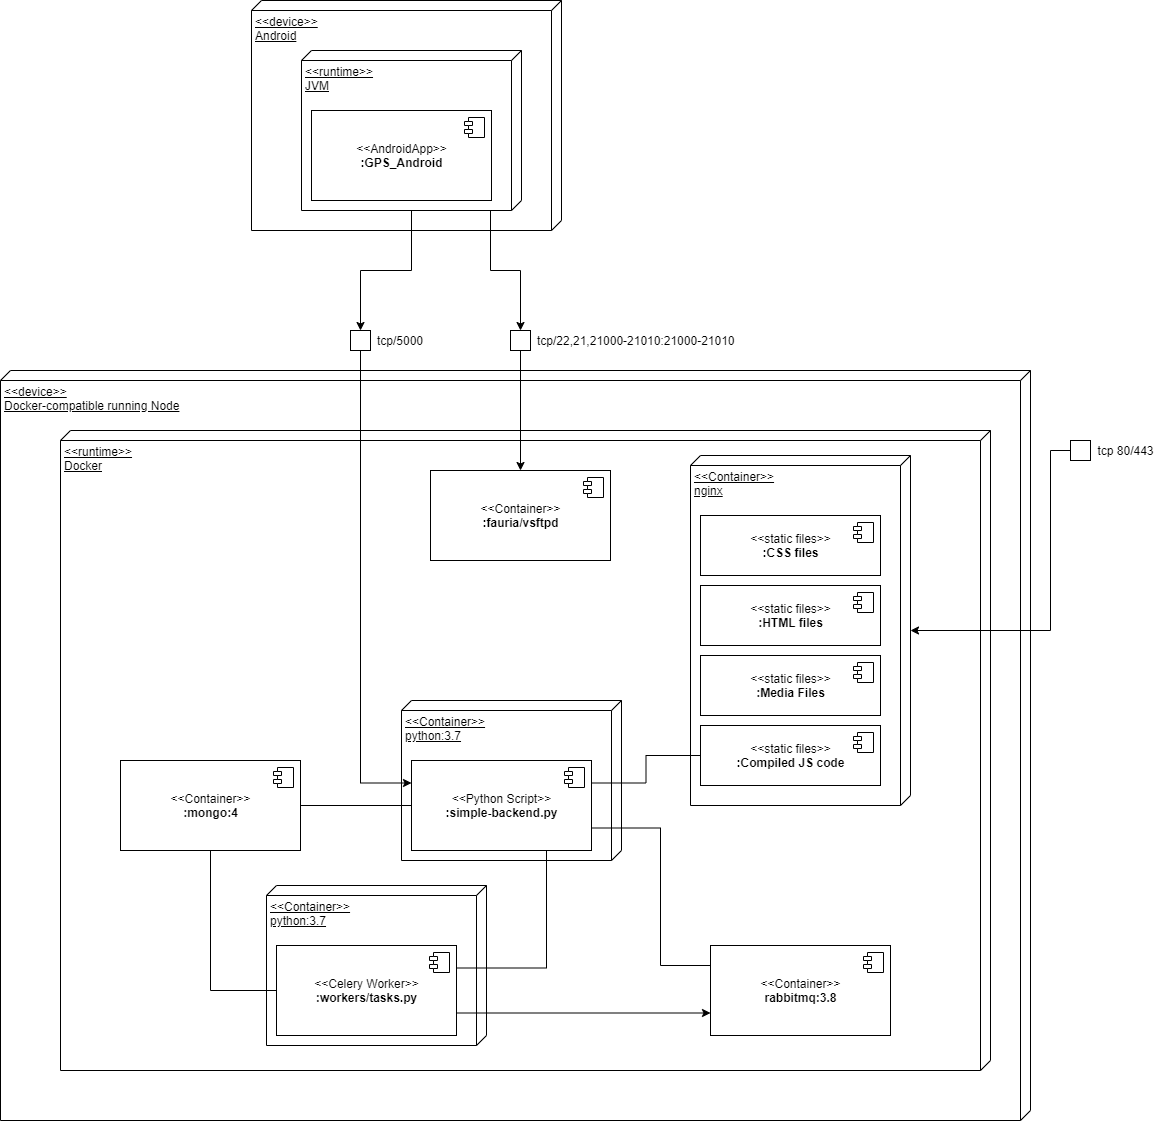 <<device>>
Android
<<runtime>>
JVM
<<AndroidApp>>
:GPS_Android
tcp/5000
tcp/22,21,21000-21010:21000-21010
<<device>>
Docker-compatible running Node
<<runtime>>
Docker
tcp 80/443
<<Container>>
nginx
<<Container>>
:fauria/vsftpd
<<static files>>
:CSS files
<<static files>>
:HTML files
<<static files>>
:Media Files
<<static files>>
:Compiled JS code
<<Container>>
python:3.7
<<Python Script>>
:simple-backend.py
<<Container>>
:mongo:4
<<Container>>
python:3.7
<<Celery Worker>>
:workers/tasks.py
<<Container>>
rabbitmq:3.8